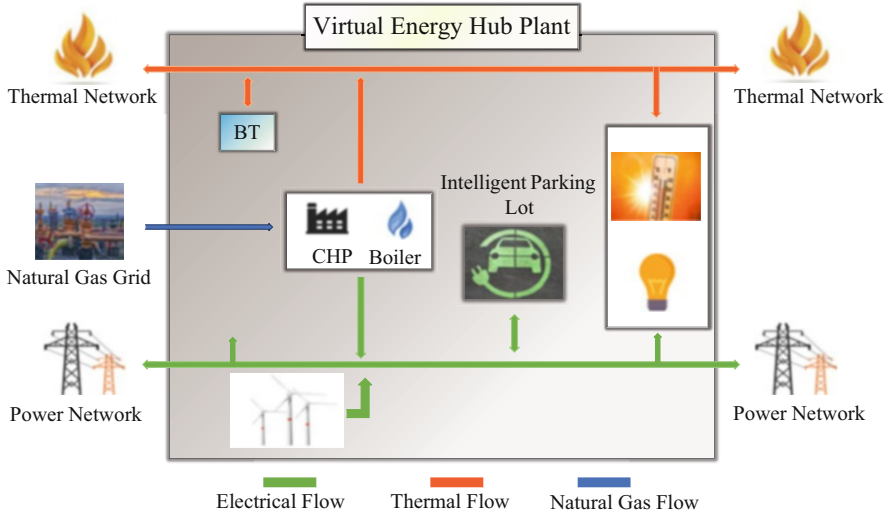 Virtual Energy Hub Plant
Thermal Network
Thermal Network
BT
Intelligent Parking
Lot
CHP
Boiler
Natural Gas Grid
Power Network
Power Network
Electrical Flow
Thermal Flow
Natural Gas Flow